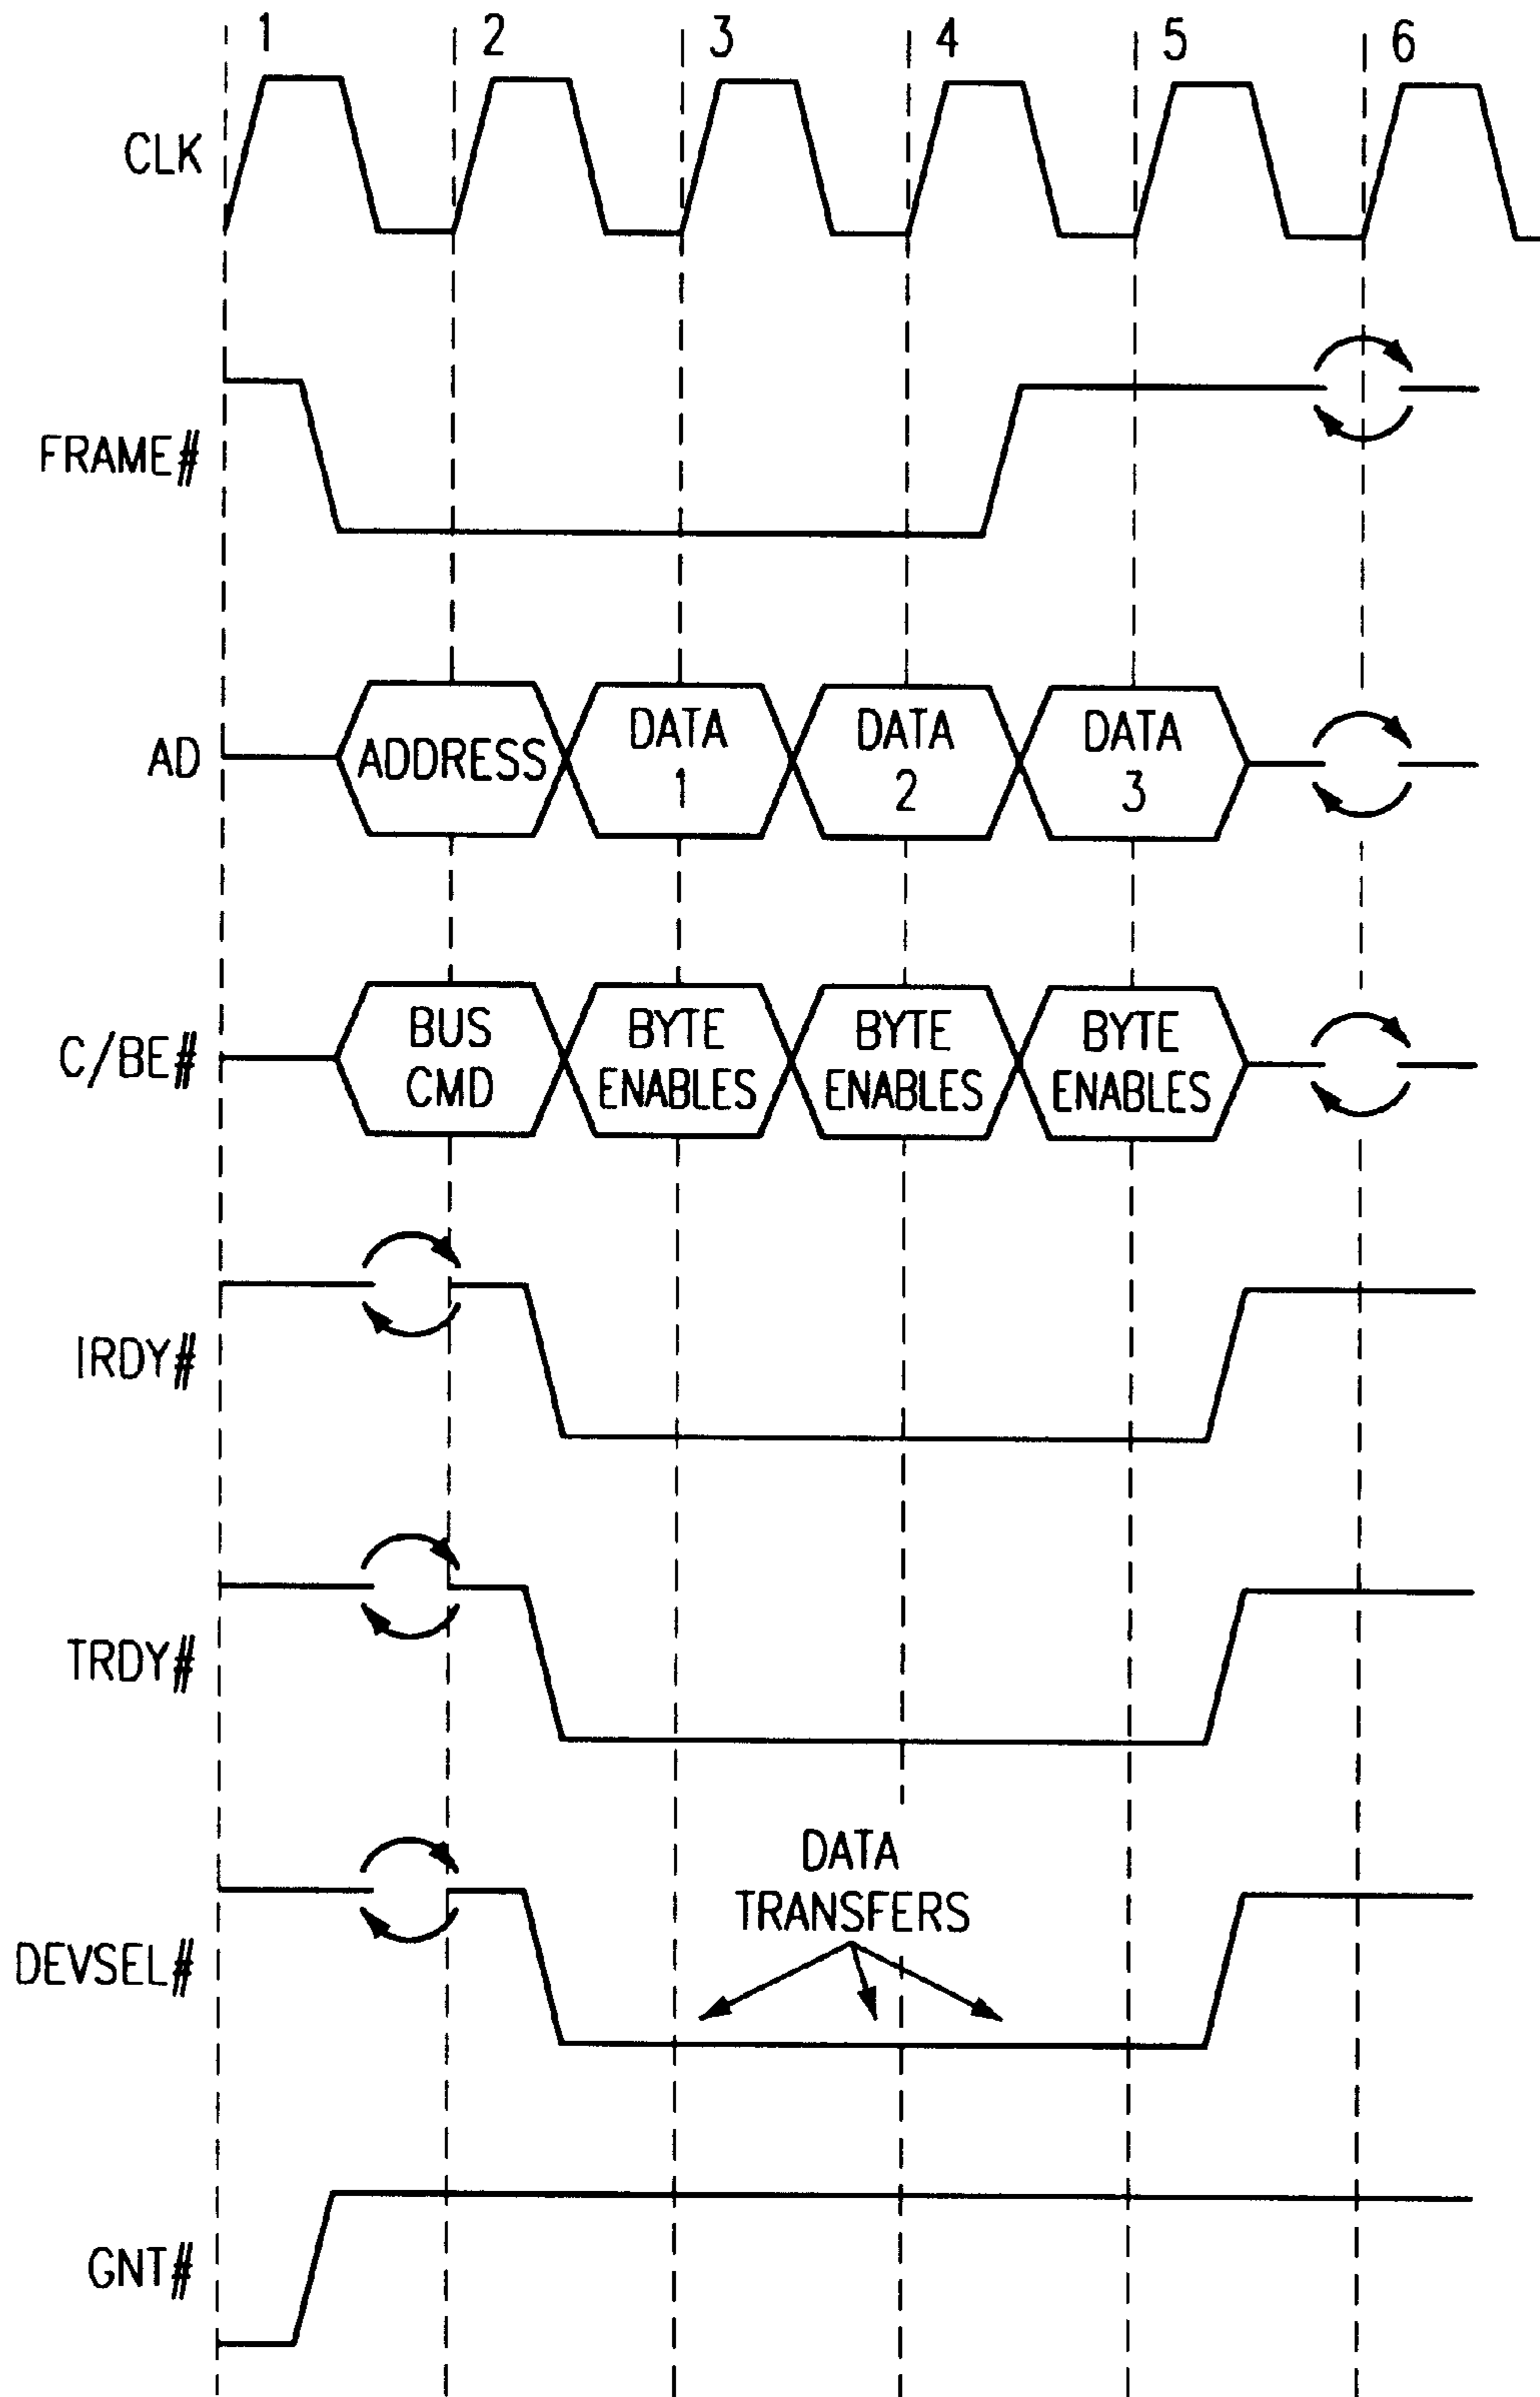 1 2 3 4 5 6
CLK
FRAME#
AD
ADDRESS
DATA
1
DATA
2
DATA
3
C/BE#
BUS
CMD
BYTE
ENABLES
BYTE
ENABLES
BYTE
ENABLES
IRDY#
TRDY#
DEVSEL#
DATA
TRANSFERS
GNT#